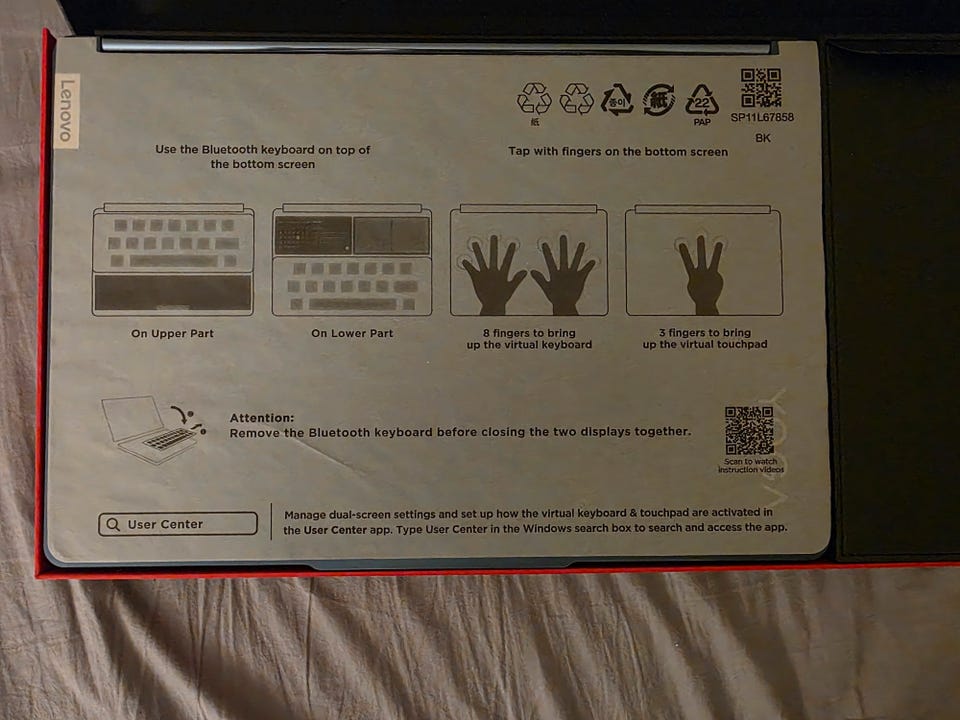 Lenovo
紙
종이
紙
22
PAP
SP11L67858
BK
Use the Bluetooth keyboard on top of
the bottom screen
Tap with fingers on the bottom screen
On Upper Part
On Lower Part
8 fingers to bring
up the virtual keyboard
3 fingers to bring
up the virtual touchpad
Attention:
Remove the Bluetooth keyboard before closing the two displays together.
Scan to watch
instruction videos
User Center
Manage dual-screen settings and set up how the virtual keyboard & touchpad are activated in
the User Center app. Type User Center in the Windows search box to search and access the app.